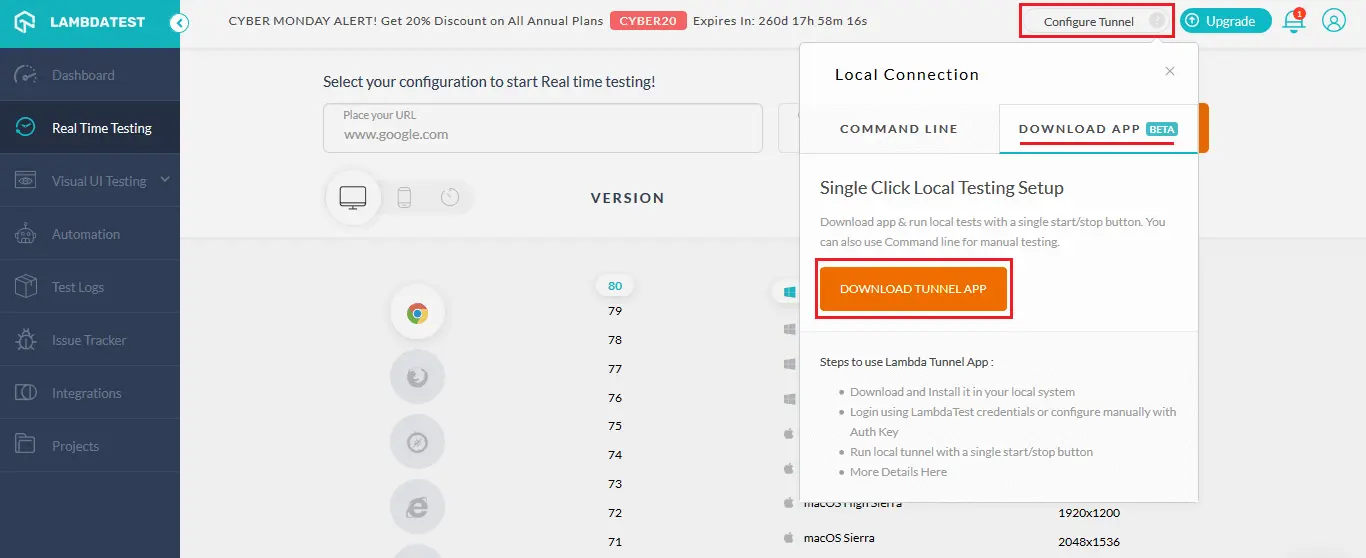 LAMBDATEST
CYBER MONDAY ALERT! Get 20% Discount on All Annual Plans CYBER20 Expires In: 260d 17h 58m 16s
Configure Tunnel ?
Upgrade
1
Dashboard
Real Time Testing
Visual UI Testing
Automation
Test Logs
Issue Tracker
Integrations
Projects
Select your configuration to start Real time testing!
Place your URL
www.google.com
VERSION
80
79
78
77
76
75
74
73
72
71
Local Connection
COMMAND LINE
DOWNLOAD APP BETA
Single Click Local Testing Setup
Download app & run local tests with a single start/stop button. You
can also use Command line for manual testing.
DOWNLOAD TUNNEL APP
Steps to use Lambda Tunnel App :
Download and Install it in your local system
Login using LambdaTest credentials or configure manually with
Auth Key
Run local tunnel with a single start/stop button
More Details Here
macOS High Sierra
1920x1200
macOS Sierra
2048x1536